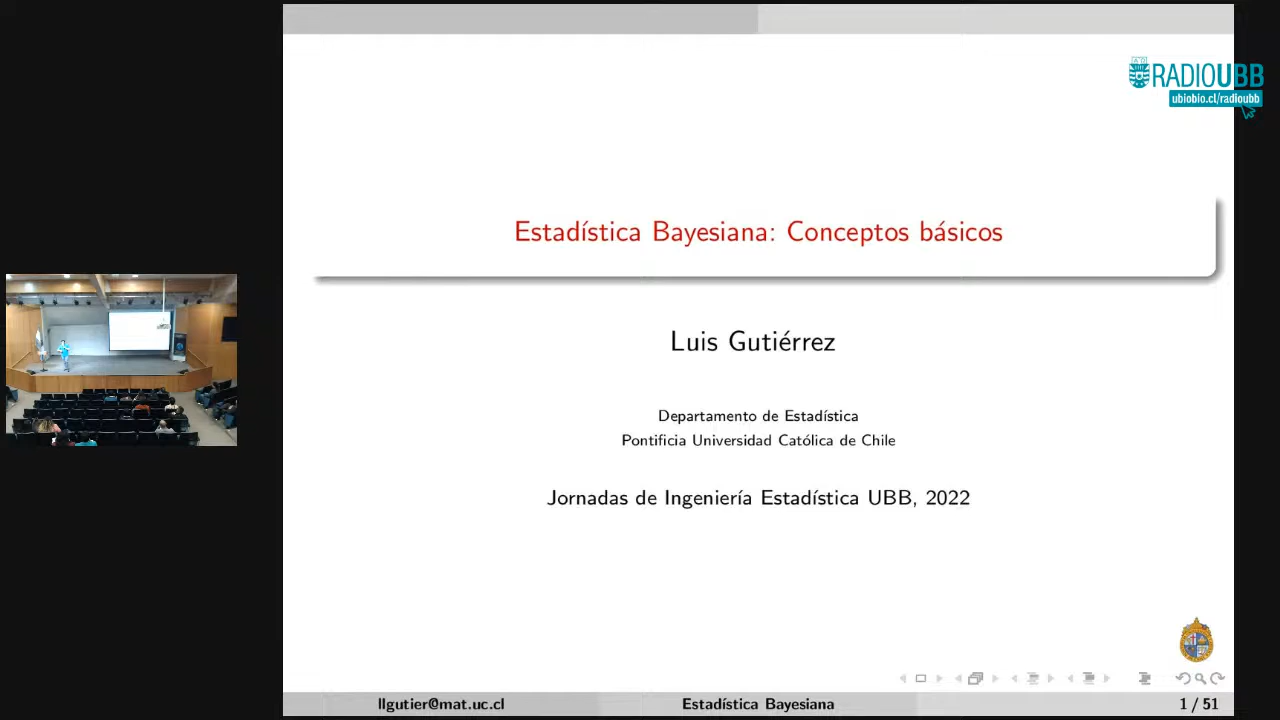 RADIOUBB
ubiobio.cl/radioubb
Estadística Bayesiana: Conceptos básicos
Luis Gutiérrez
Departamento de Estadística
Pontificia Universidad Católica de Chile
Jornadas de Ingeniería Estadística UBB, 2022
llgutier@mat.uc.cl
Estadística Bayesiana
1 / 51